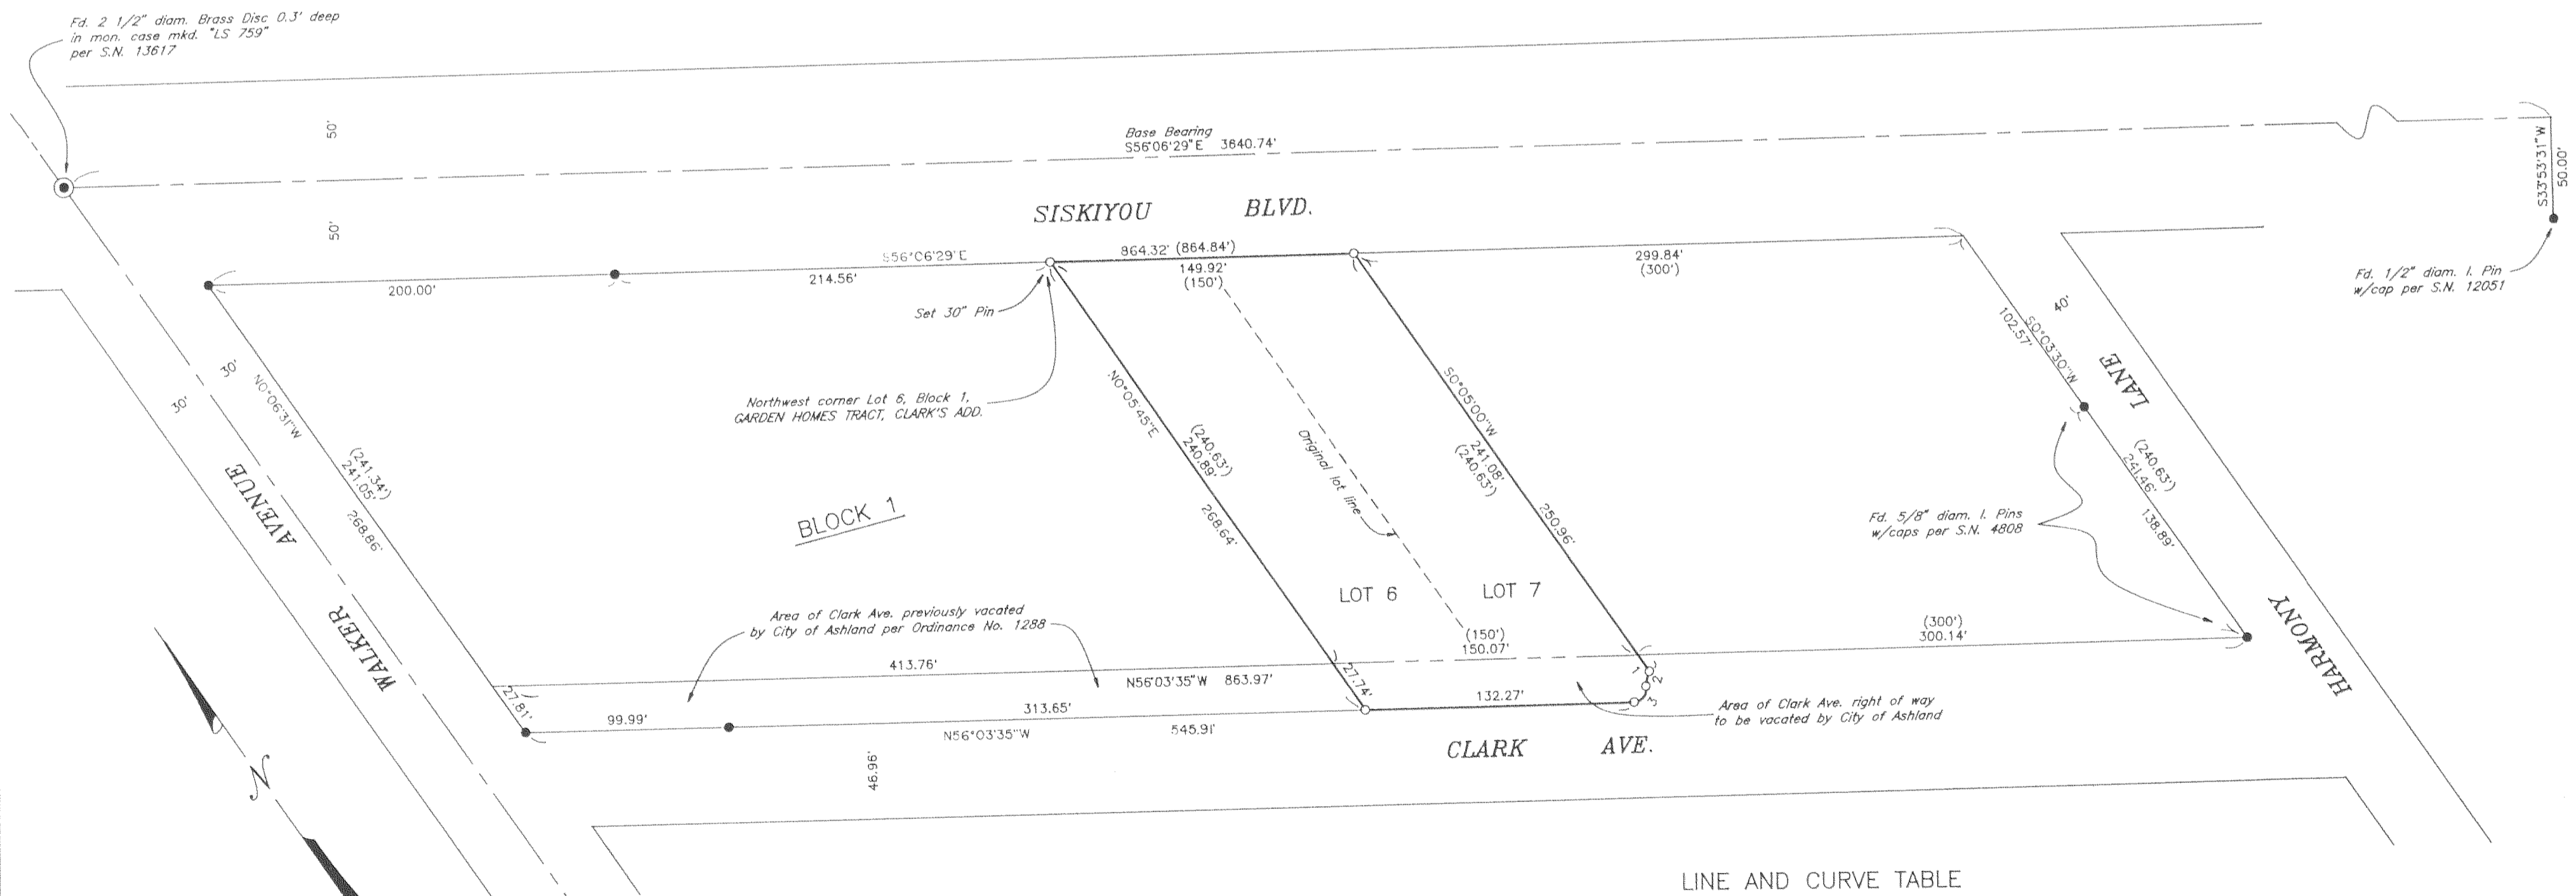 Fd. 2 1/2" diam. Brass Disc 0.3' deep
in mon. case mkd. "LS 759"
per S.N. 13617
50'
Base Bearing
S56°06'29"E 3640.74'
S33°53'31"W
50.00'
SISKIYOU BLVD.
50'
S56°06'29"E
864.32' (864.84')
200.00'
214.56'
149.92'
(150')
299.84'
(300')
Fd. 1/2" diam. I. Pin
w/cap per S.N. 12051
Set 30" Pin
40'
S0°03'30"W
102.57'
HARMONY LANE
30'
30'
N0°06'31"W
(241.34')
241.05'
268.86'
WALKER AVENUE
Northwest corner Lot 6, Block 1,
GARDEN HOMES TRACT, CLARK'S ADD.
N0°05'45"E
(240.63')
240.89'
268.64'
Original lot line
S0°05'00"W
241.08'
(240.63')
250.96'
(240.63')
241.46'
138.89'
BLOCK 1
Fd. 5/8" diam. I. Pins
w/caps per S.N. 4808
LOT 6
LOT 7
Area of Clark Ave. previously vacated
by City of Ashland per Ordinance No. 1288
(150')
150.07'
(300')
300.14'
413.76'
N56°03'35"W 863.97'
27.81'
27.74'
1
2
3
99.99'
313.65'
132.27'
N56°03'35"W
545.91'
Area of Clark Ave. right of way
to be vacated by City of Ashland
CLARK AVE.
46.96'
N
LINE AND CURVE TABLE